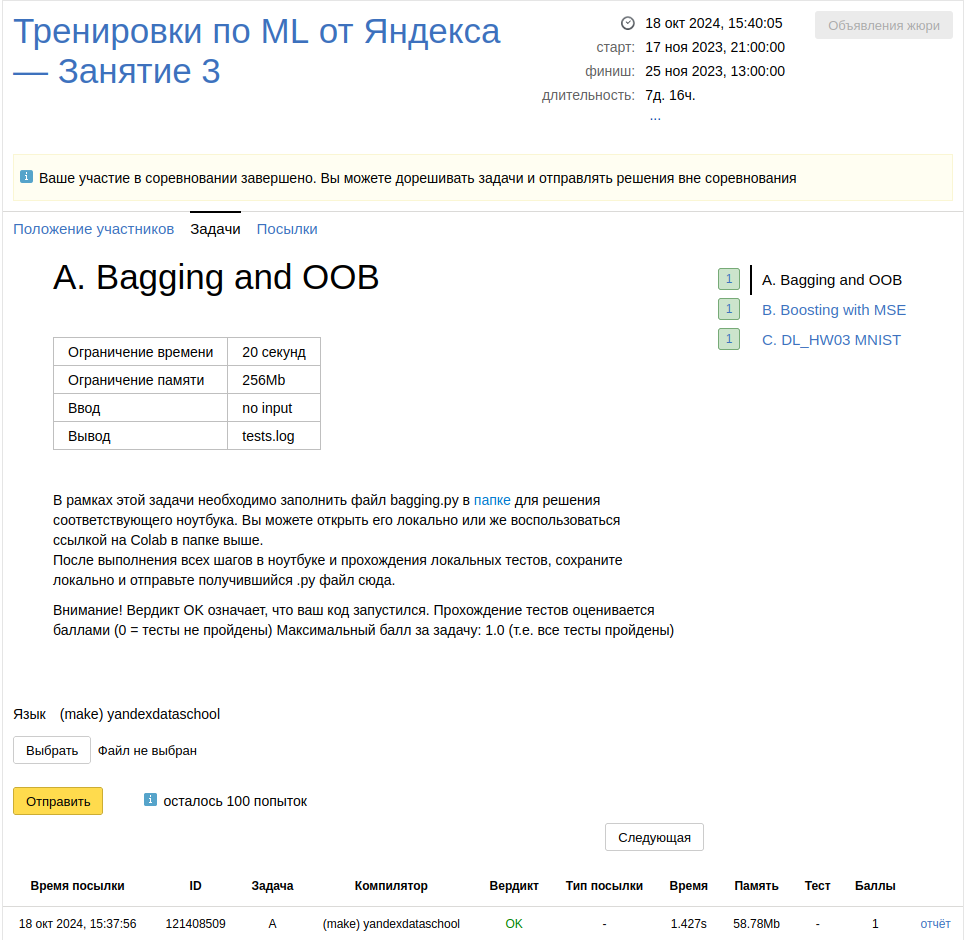 Тренировки по ML от Яндекса
— Занятие 3
18 окт 2024, 15:40:05
старт: 17 ноя 2023, 21:00:00
финиш: 25 ноя 2023, 13:00:00
длительность: 7д. 16ч.
...
Объявления жюри
Ваше участие в соревновании завершено. Вы можете дорешивать задачи и отправлять решения вне соревнования
Положение участников Задачи Посылки
A. Bagging and OOB
Ограничение времени 20 секунд
Ограничение памяти 256Mb
Ввод no input
Вывод tests.log
В рамках этой задачи необходимо заполнить файл bagging.py в папке для решения
соответствующего ноутбука. Вы можете открыть его локально или же воспользоваться
ссылкой на Colab в папке выше.
После выполнения всех шагов в ноутбуке и прохождения локальных тестов, сохраните
локально и отправьте получившийся .py файл сюда.
Внимание! Вердикт OK означает, что ваш код запустился. Прохождение тестов оценивается
баллами (0 = тесты не пройдены) Максимальный балл за задачу: 1.0 (т.е. все тесты пройдены)
1 A. Bagging and OOB
1 B. Boosting with MSE
1 C. DL_HW03 MNIST
Язык (make) yandexdataschool
Выбрать Файл не выбран
Отправить осталось 100 попыток
Следующая
Время посылки ID Задача Компилятор Вердикт Тип посылки Время Память Тест Баллы
18 окт 2024, 15:37:56 121408509 A (make) yandexdataschool OK - 1.427s 58.78Mb - 1 отчёт